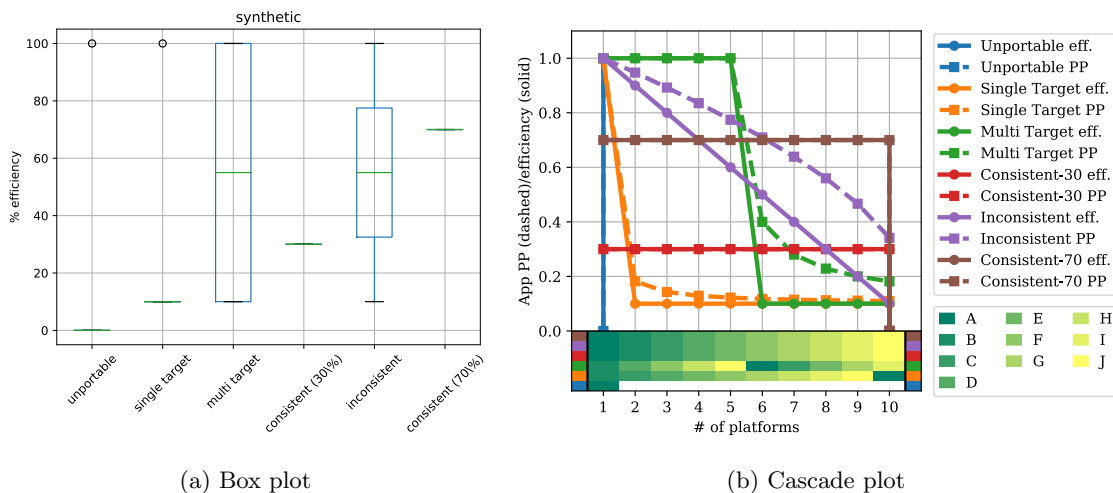 synthetic
% efficiency
100
80
60
40
20
0
unportable
single target
multi target
consistent (30\%)
inconsistent
consistent (70\%)
(a) Box plot
App PP (dashed)/efficiency (solid)
1.0
0.8
0.6
0.4
0.2
0.0
1 2 3 4 5 6 7 8 9 10
# of platforms
Unportable eff.
Unportable PP
Single Target eff.
Single Target PP
Multi Target eff.
Multi Target PP
Consistent-30 eff.
Consistent-30 PP
Inconsistent eff.
Inconsistent PP
Consistent-70 eff.
Consistent-70 PP
A E H
B F I
C G J
D
(b) Cascade plot